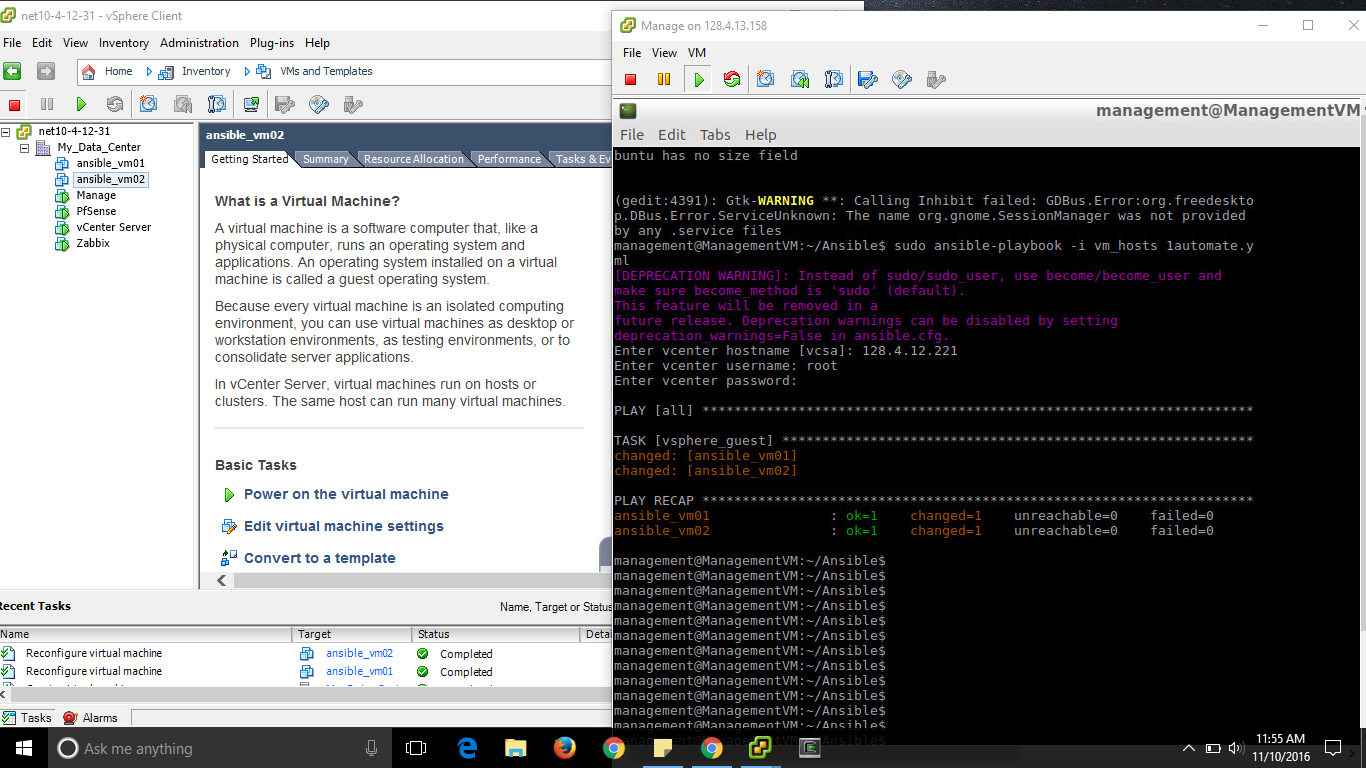 net10-4-12-31 - vSphere Client
File Edit View Inventory Administration Plug-ins Help
Home Inventory VMs and Templates
net10-4-12-31
My_Data_Center
ansible_vm01
ansible_vm02
Manage
PfSense
vCenter Server
Zabbix
ansible_vm02
Getting Started Summary Resource Allocation Performance Tasks & Ev
What is a Virtual Machine?
A virtual machine is a software computer that, like a
physical computer, runs an operating system and
applications. An operating system installed on a virtual
machine is called a guest operating system.
Because every virtual machine is an isolated computing
environment, you can use virtual machines as desktop or
workstation environments, as testing environments, or to
consolidate server applications.
In vCenter Server, virtual machines run on hosts or
clusters. The same host can run many virtual machines.
Basic Tasks
Power on the virtual machine
Edit virtual machine settings
Convert to a template
Recent Tasks
Name, Target or Status
Name Target Status Detai
Reconfigure virtual machine ansible_vm02 Completed
Reconfigure virtual machine ansible_vm01 Completed
Tasks Alarms
Manage on 128.4.13.158
File View VM
management@ManagementVM
File Edit Tabs Help
buntu has no size field
(gedit:4391): Gtk-WARNING **: Calling Inhibit failed: GDBus.Error:org.freedeskto
p.DBus.Error.ServiceUnknown: The name org.gnome.SessionManager was not provided
by any .service files
management@ManagementVM:~/Ansible$ sudo ansible-playbook -i vm_hosts 1automate.y
ml
[DEPRECATION WARNING]: Instead of sudo/sudo_user, use become/become_user and
make sure become_method is 'sudo' (default).
This feature will be removed in a
future release. Deprecation warnings can be disabled by setting
deprecation_warnings=False in ansible.cfg.
Enter vcenter hostname [vcsa]: 128.4.12.221
Enter vcenter username: root
Enter vcenter password:
PLAY [all] *********************************************************************
TASK [vsphere_guest] ***********************************************************
changed: [ansible_vm01]
changed: [ansible_vm02]
PLAY RECAP *********************************************************************
ansible_vm01 : ok=1 changed=1 unreachable=0 failed=0
ansible_vm02 : ok=1 changed=1 unreachable=0 failed=0
management@ManagementVM:~/Ansible$
management@ManagementVM:~/Ansible$
management@ManagementVM:~/Ansible$
management@ManagementVM:~/Ansible$
management@ManagementVM:~/Ansible$
management@ManagementVM:~/Ansible$
management@ManagementVM:~/Ansible$
management@ManagementVM:~/Ansible$
management@ManagementVM:~/Ansible$
management@ManagementVM:~/Ansible$
management@ManagementVM:~/Ansible$
management@ManagementVM:~/Ansible$
Ask me anything
11:55 AM
11/10/2016